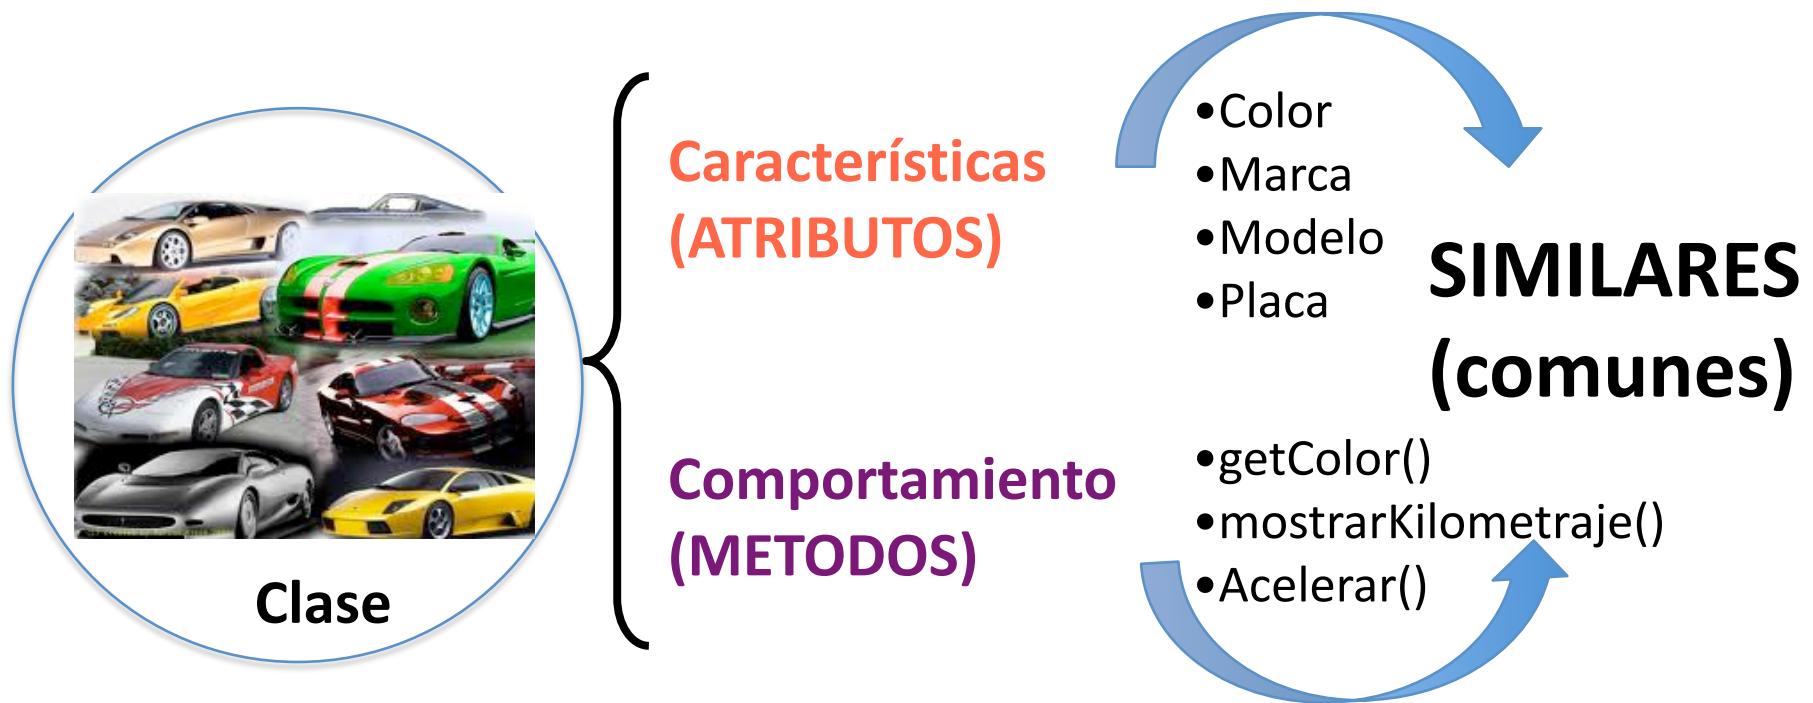 Clase
Características
(ATRIBUTOS)
•Color
•Marca
•Modelo
•Placa
SIMILARES
(comunes)
Comportamiento
(METODOS)
•getColor()
•mostrarKilometraje()
•Acelerar()